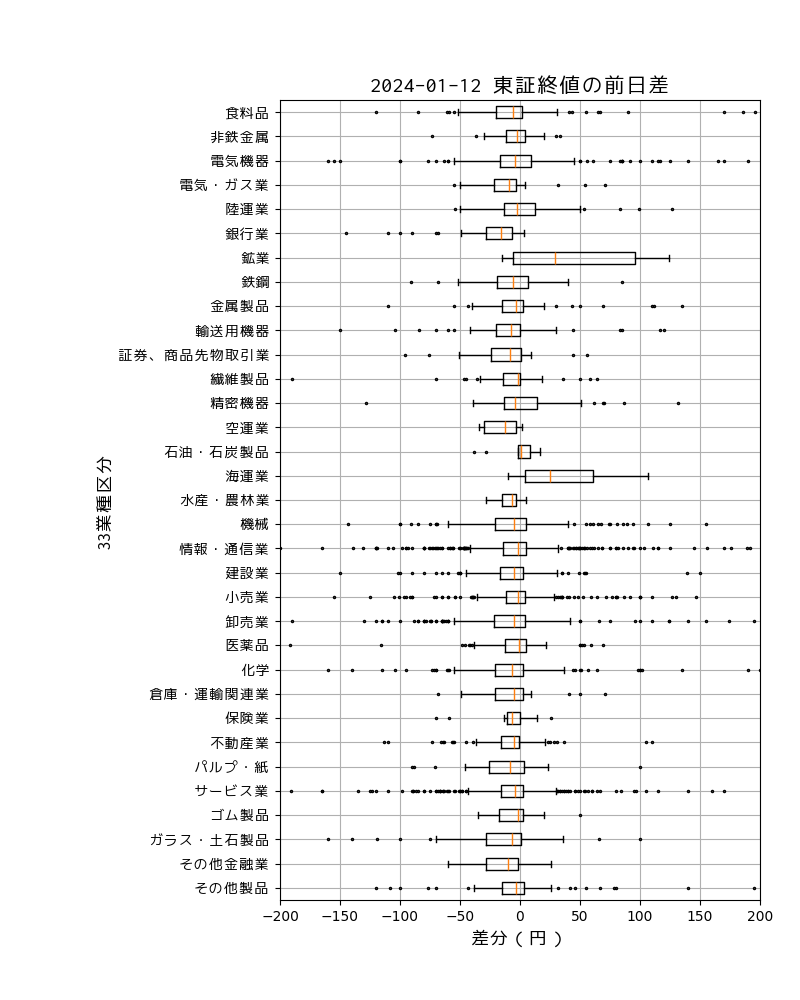 2024-01-12 東証終値の前日差
食料品
非鉄金属
電気機器
電気・ガス業
陸運業
銀行業
鉱業
鉄鋼
金属製品
輸送用機器
証券、商品先物取引業
繊維製品
精密機器
空運業
石油・石炭製品
海運業
水産・農林業
機械
情報・通信業
建設業
小売業
卸売業
医薬品
化学
倉庫・運輸関連業
保険業
不動産業
パルプ・紙
サービス業
ゴム製品
ガラス・土石製品
その他金融業
その他製品
33業種区分
−200 −150 −100 −50 0 50 100 150 200
差分（円）